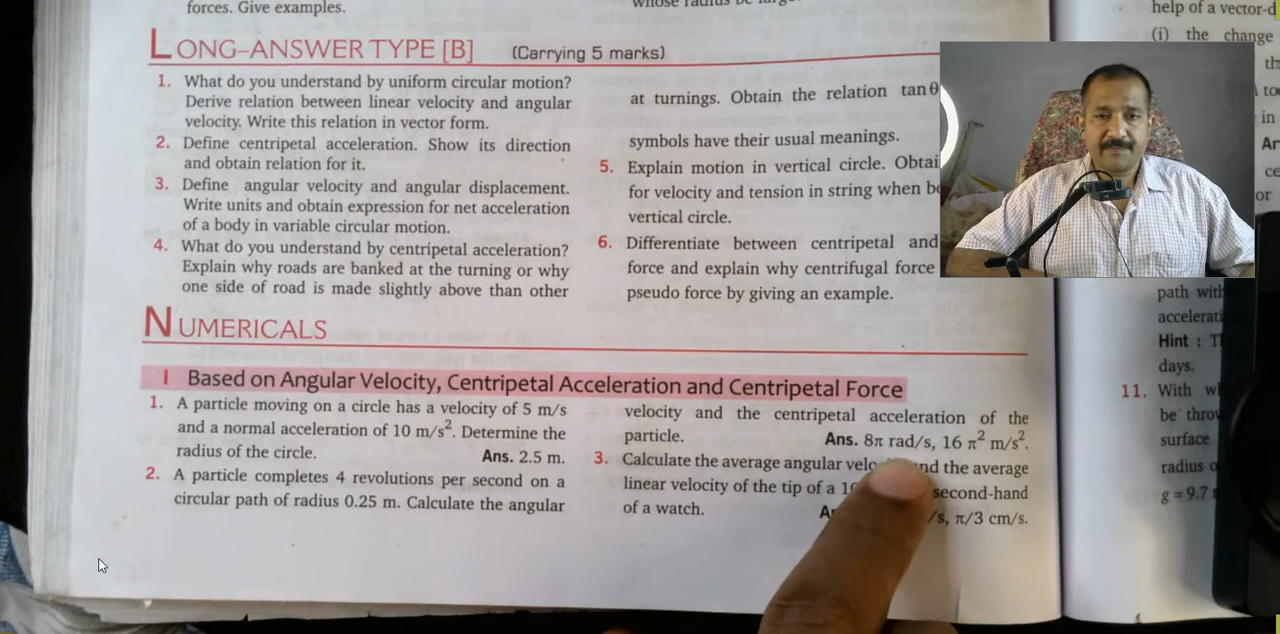 forces. Give examples.
LONG–ANSWER TYPE [B] (Carrying 5 marks)
1. What do you understand by uniform circular motion?
Derive relation between linear velocity and angular
velocity. Write this relation in vector form.
2. Define centripetal acceleration. Show its direction
and obtain relation for it.
3. Define angular velocity and angular displacement.
Write units and obtain expression for net acceleration
of a body in variable circular motion.
4. What do you understand by centripetal acceleration?
Explain why roads are banked at the turning or why
one side of road is made slightly above than other
whose radius be
at turnings. Obtain the relation tan θ
symbols have their usual meanings.
5. Explain motion in vertical circle. Obtai
for velocity and tension in string when
vertical circle.
6. Differentiate between centripetal and
force and explain why centrifugal force
pseudo force by giving an example.
NUMERICALS
I Based on Angular Velocity, Centripetal Acceleration and Centripetal Force
1. A particle moving on a circle has a velocity of 5 m/s
and a normal acceleration of 10 m/s². Determine the
radius of the circle. Ans. 2.5 m.
2. A particle completes 4 revolutions per second on a
circular path of radius 0.25 m. Calculate the angular
velocity and the centripetal acceleration of the
particle. Ans. 8π rad/s, 16 π² m/s².
3. Calculate the average angular velo nd the average
linear velocity of the tip of a 10 second-hand
of a watch. A /s, π/3 cm/s.
help of a vector-d
(i) the change
th
to
in
ce
or
path with
accelerati
Hint : T
days.
11. With w
be throw
surface
radius o
g = 9.7